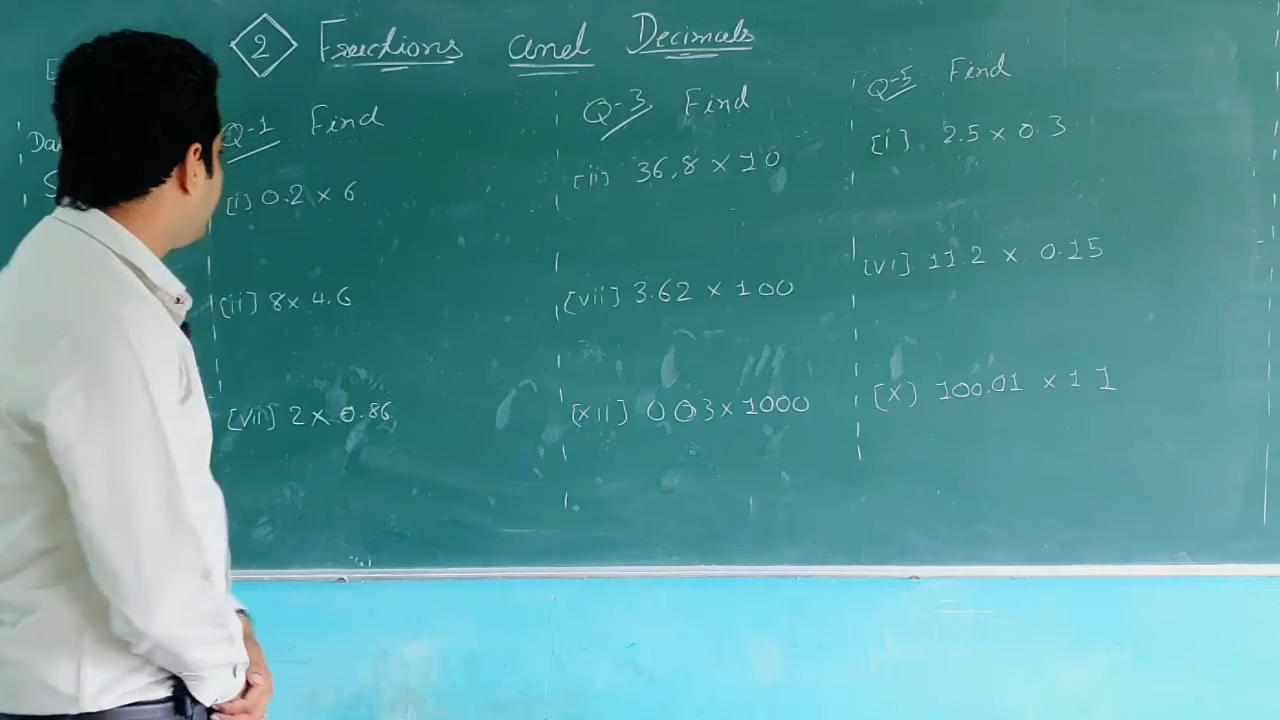 2 Fractions and Decimals
Q-1 Find
[i] 0.2 × 6
[ii] 8 × 4.6
[vii] 2 × 0.86
Q-3 Find
[ii] 36.8 × 10
[vii] 3.62 × 100
[xii] 0.03 × 1000
Q-5 Find
[i] 2.5 × 0.3
[vi] 11.2 × 0.15
[x] 100.01 × 1.1